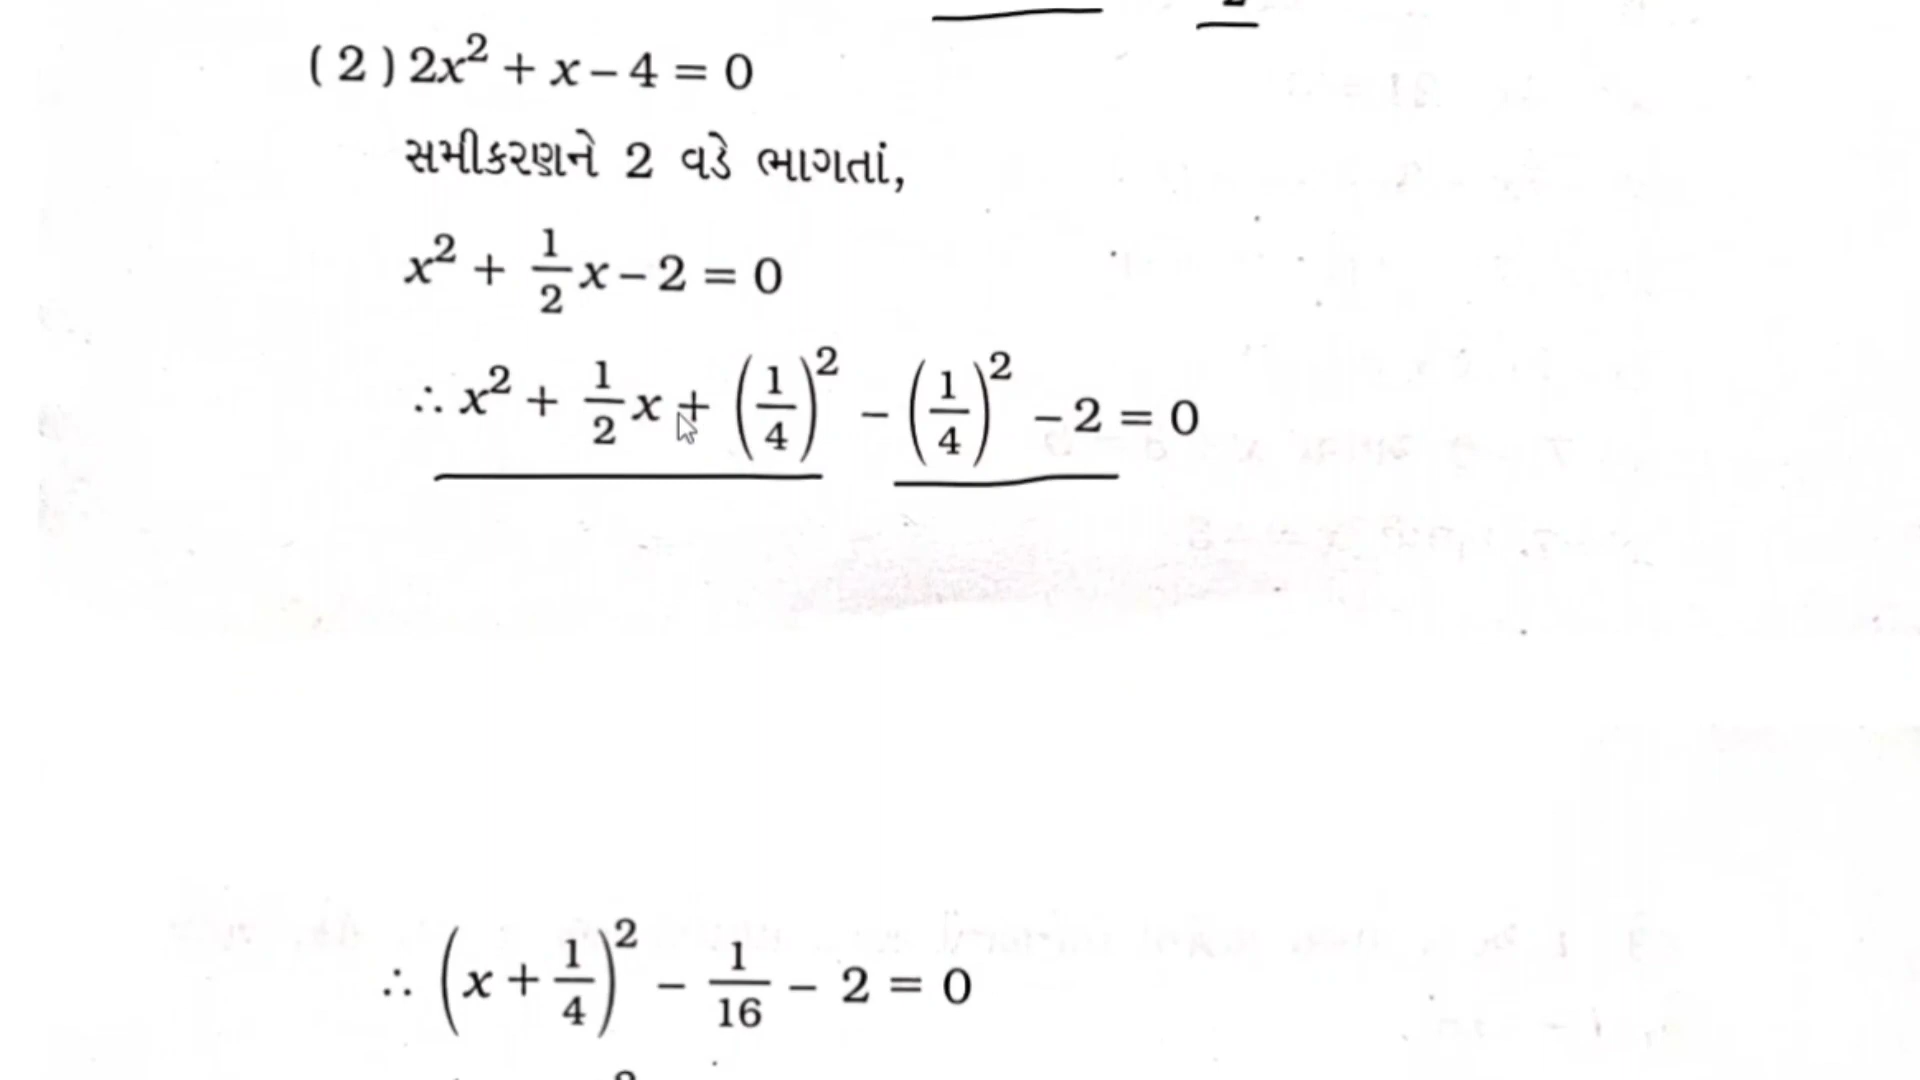 (2) 2x² + x – 4 = 0
સમીકરણને 2 વડે ભાગતાં,
x² + 1/2 x – 2 = 0
∴ x² + 1/2 x + (1/4)² – (1/4)² – 2 = 0
∴ (x + 1/4)² – 1/16 – 2 = 0